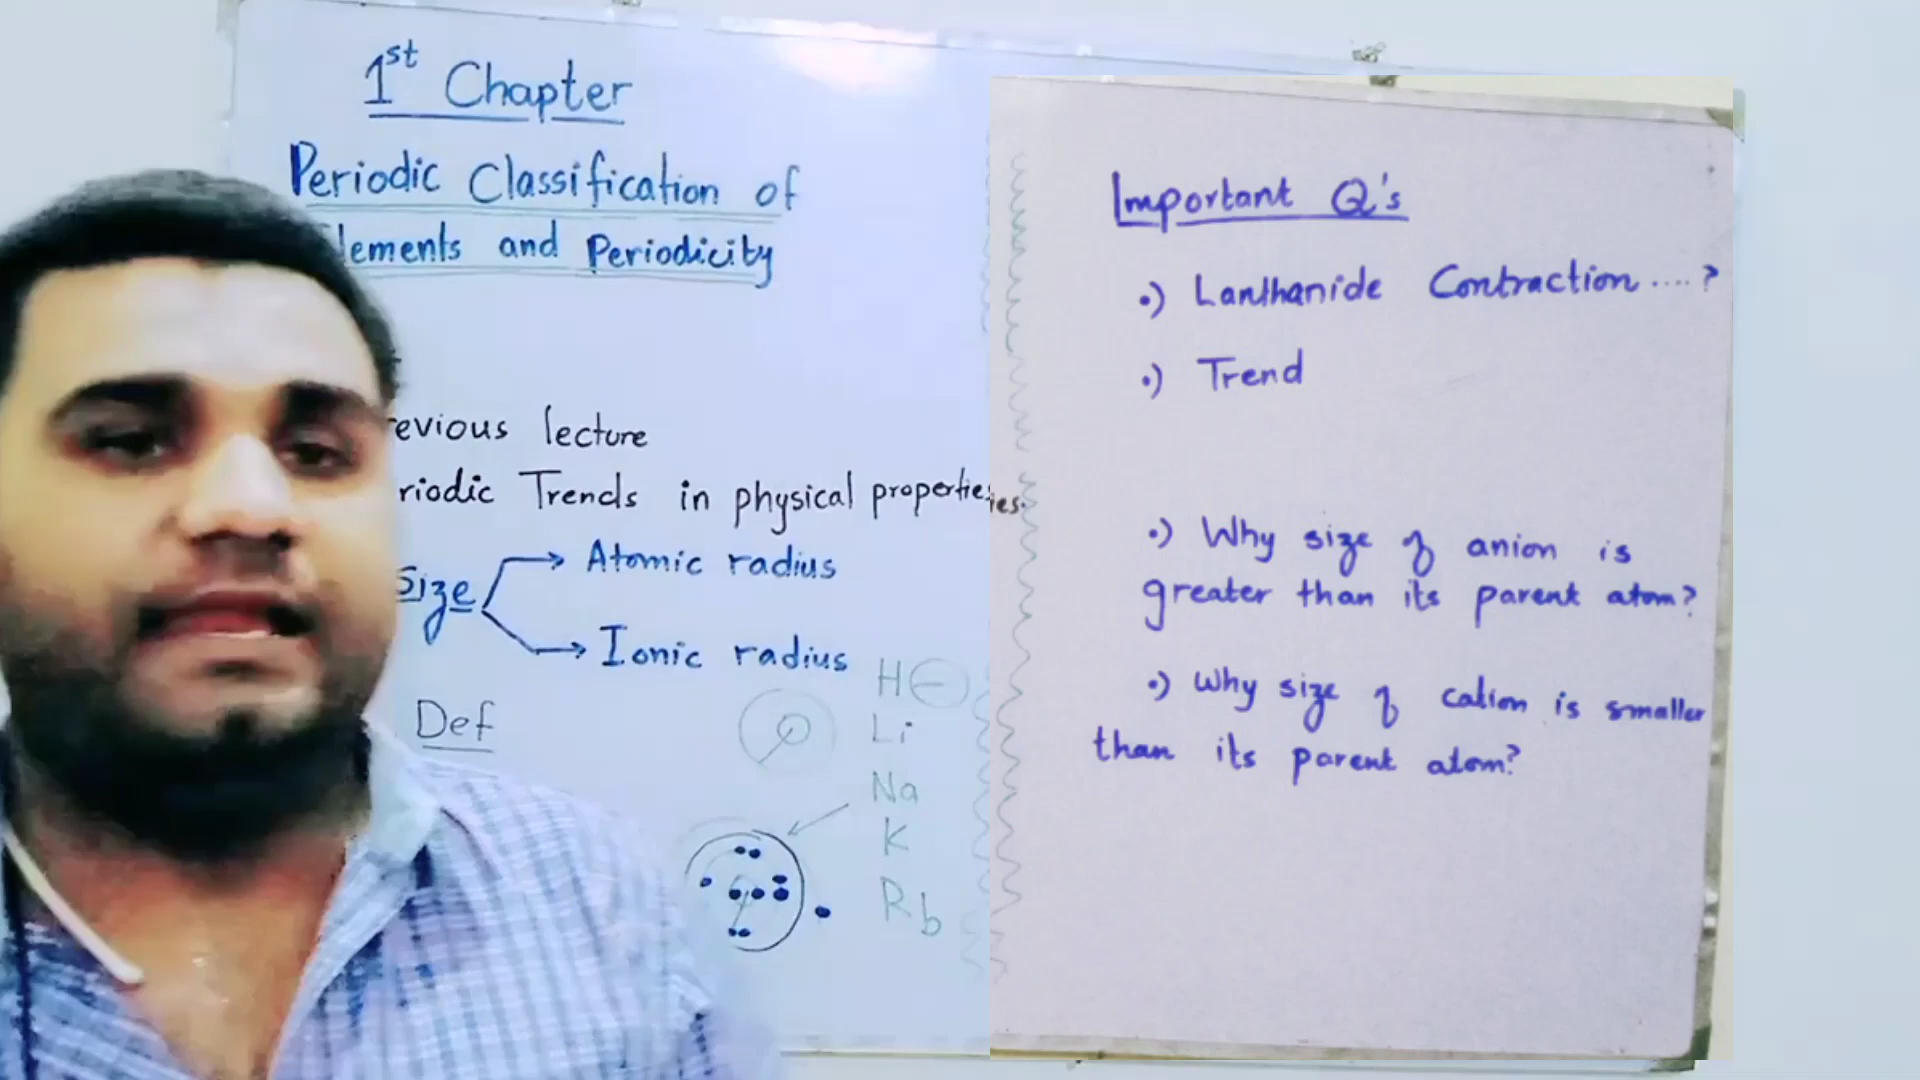 1st Chapter
Periodic Classification of
lements and Periodicity
evious lecture
riodic Trends in physical properties.
Size → Atomic radius
→ Ionic radius
Def
H
Li
Na
K
Rb
Important Q's
•) Lanthanide Contraction....?
•) Trend
•) Why size of anion is
greater than its parent atom?
•) Why size of cation is smaller
than its parent atom?